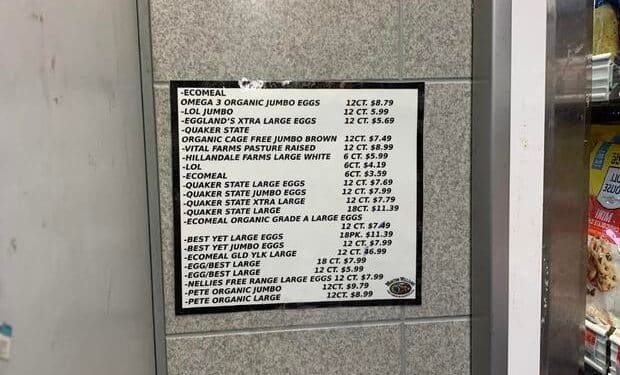 -ECOMEAL
OMEGA 3 ORGANIC JUMBO EGGS 12CT. $8.79
-LOL JUMBO 12 CT. 5.99
-EGGLAND'S XTRA LARGE EGGS 12 CT. $5.69
-QUAKER STATE
ORGANIC CAGE FREE JUMBO BROWN 12CT. $7.49
-VITAL FARMS PASTURE RAISED 12 CT. $8.99
-HILLANDALE FARMS LARGE WHITE 6 CT. $5.99
-LOL 6CT. $4.19
-ECOMEAL 6CT. $3.59
-QUAKER STATE LARGE EGGS 12 CT. $7.69
-QUAKER STATE JUMBO EGGS 12 CT. $7.99
-QUAKER STATE XTRA LARGE 12 CT. $7.79
-QUAKER STATE LARGE 18CT. $11.39
-ECOMEAL ORGANIC GRADE A LARGE EGGS
12 CT. $7.49
-BEST YET LARGE EGGS 18PK. $11.39
-BEST YET JUMBO EGGS 12 CT. $7.99
-ECOMEAL GLD YLK LARGE 12 CT. $6.99
-EGG/BEST LARGE 18 CT. $7.99
-EGG/BEST LARGE 12 CT. $5.99
-NELLIES FREE RANGE LARGE EGGS 12 CT. $7.99
-PETE ORGANIC JUMBO 12CT. $9.79
-PETE ORGANIC LARGE 12CT. $8.99